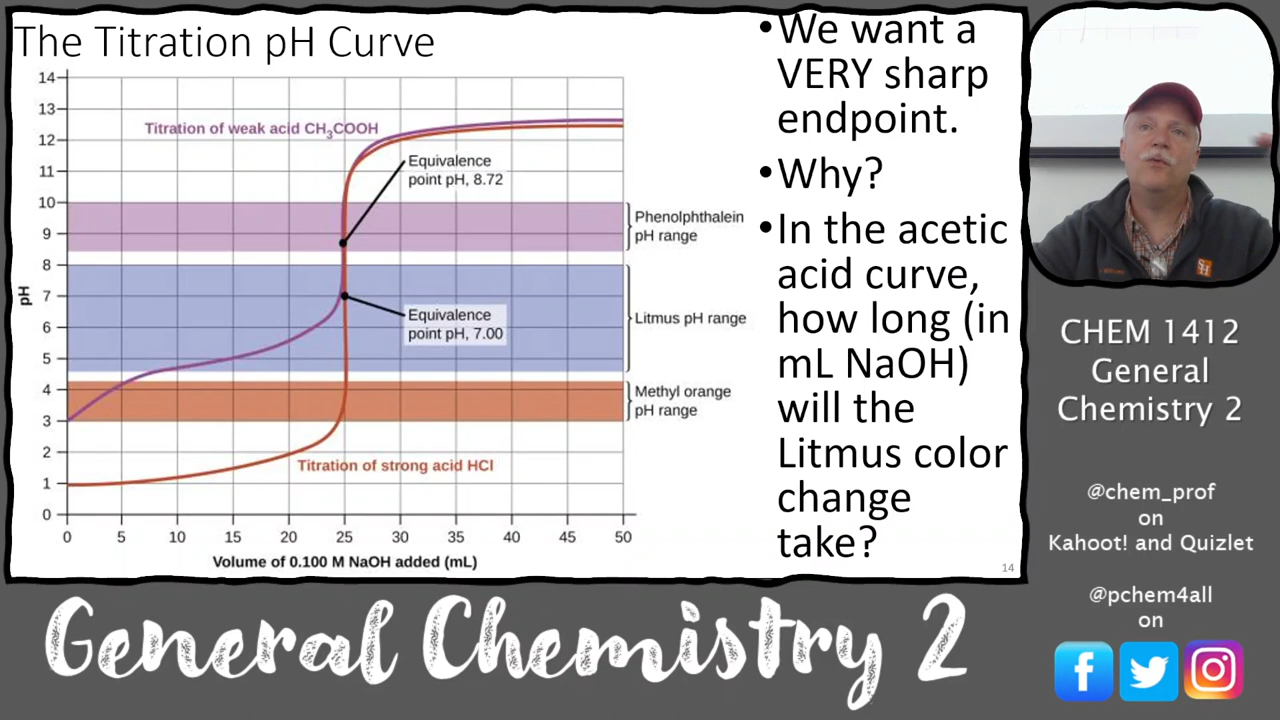 The Titration pH Curve
14
13
12
11
10
9
8
7
6
5
4
3
2
1
0
pH
Titration of weak acid CH₃COOH
Equivalence
point pH, 8.72
Phenolphthalein
pH range
Equivalence
point pH, 7.00
Litmus pH range
Methyl orange
pH range
Titration of strong acid HCl
0 5 10 15 20 25 30 35 40 45 50
Volume of 0.100 M NaOH added (mL)
•We want a
VERY sharp
endpoint.
•Why?
•In the acetic
acid curve,
how long (in
mL NaOH)
will the
Litmus color
change
take?
14
SH
CHEM 1412
General
Chemistry 2
@chem_prof
on
Kahoot! and Quizlet
@pchem4all
on
f
General Chemistry 2